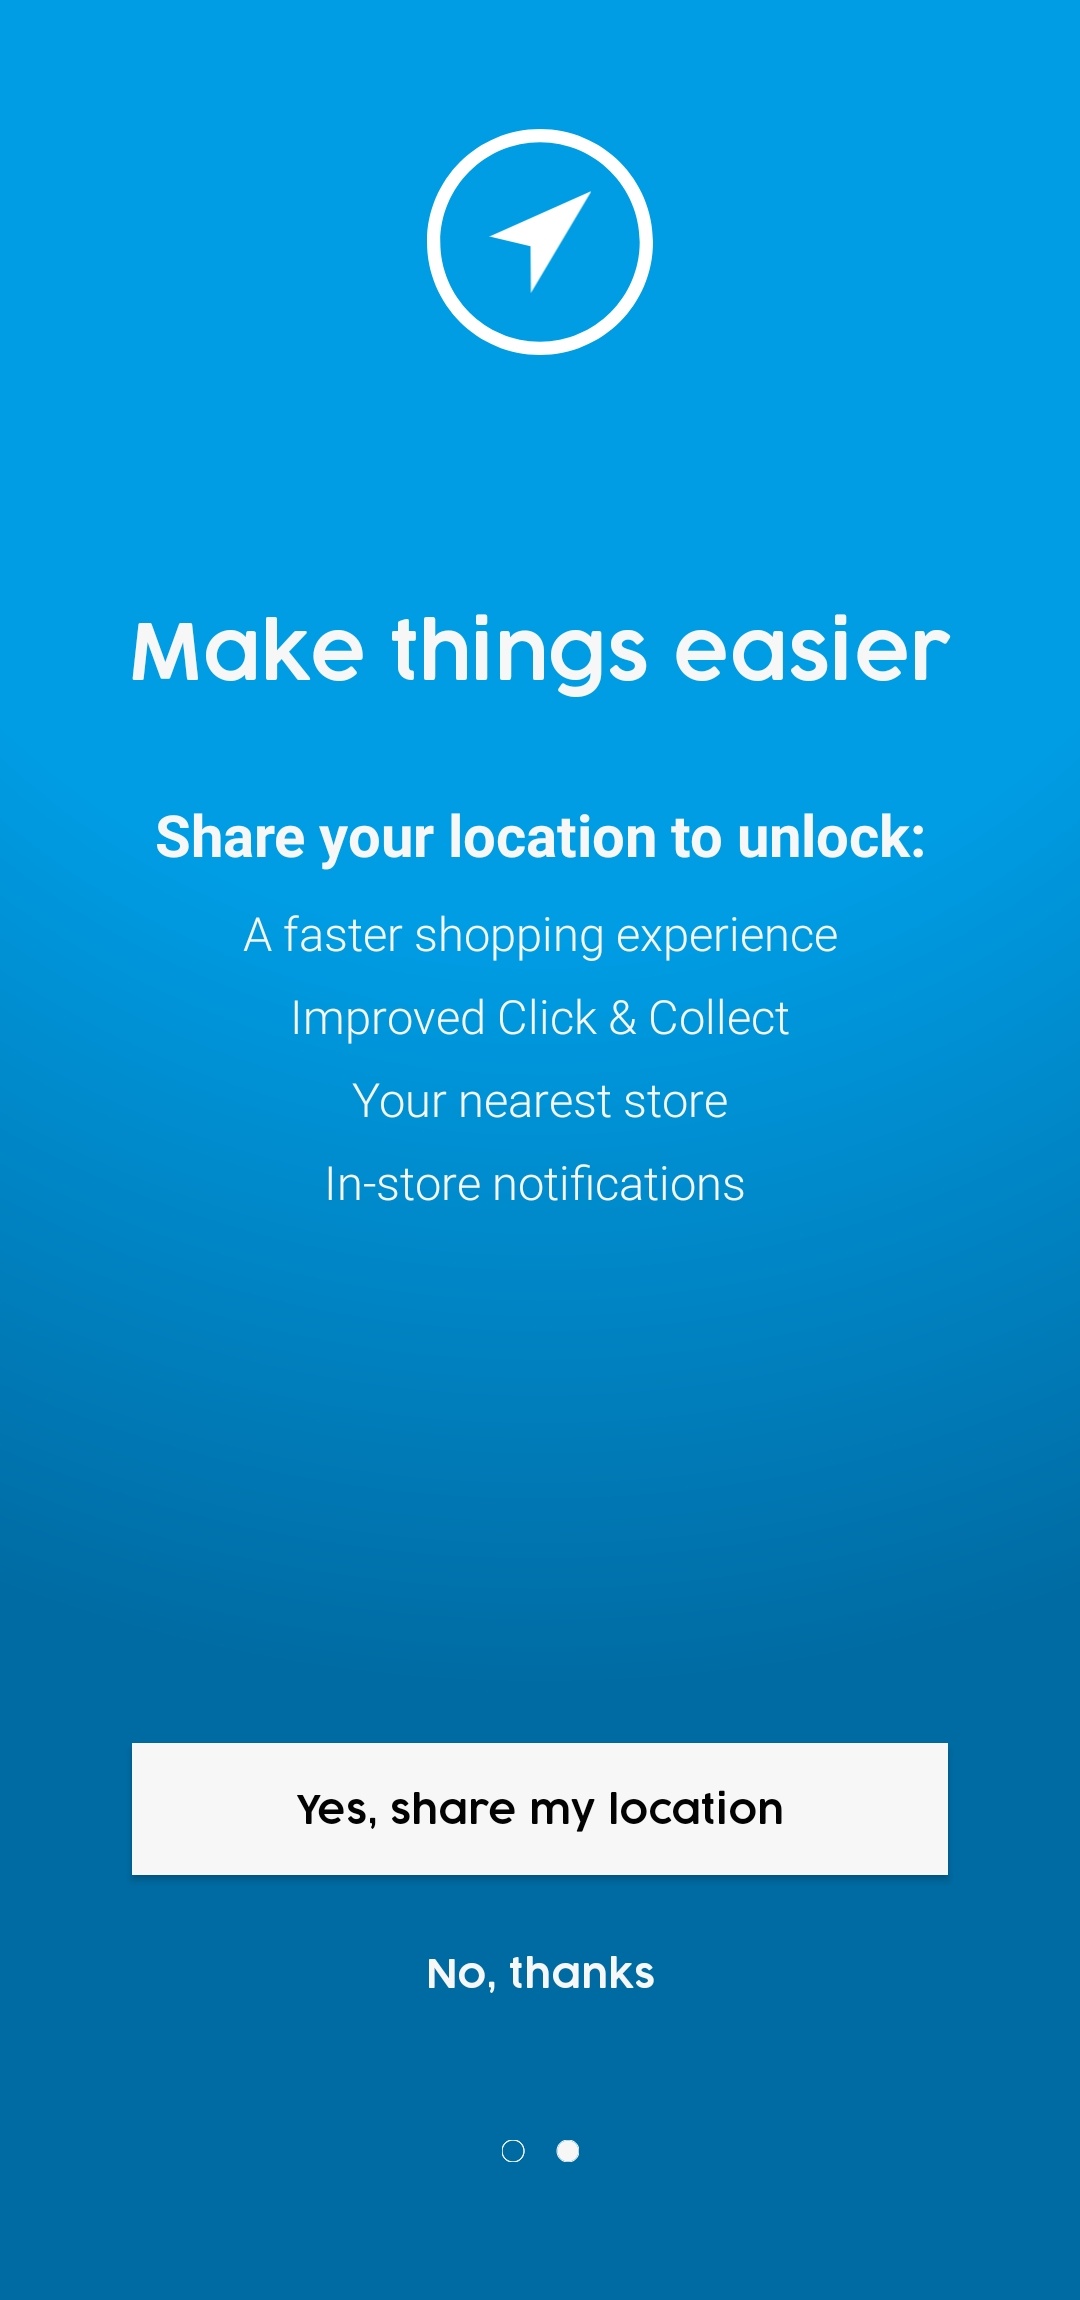 Make things easier
Share your location to unlock:
A faster shopping experience
Improved Click & Collect
Your nearest store
In-store notifications
Yes, share my location
No, thanks